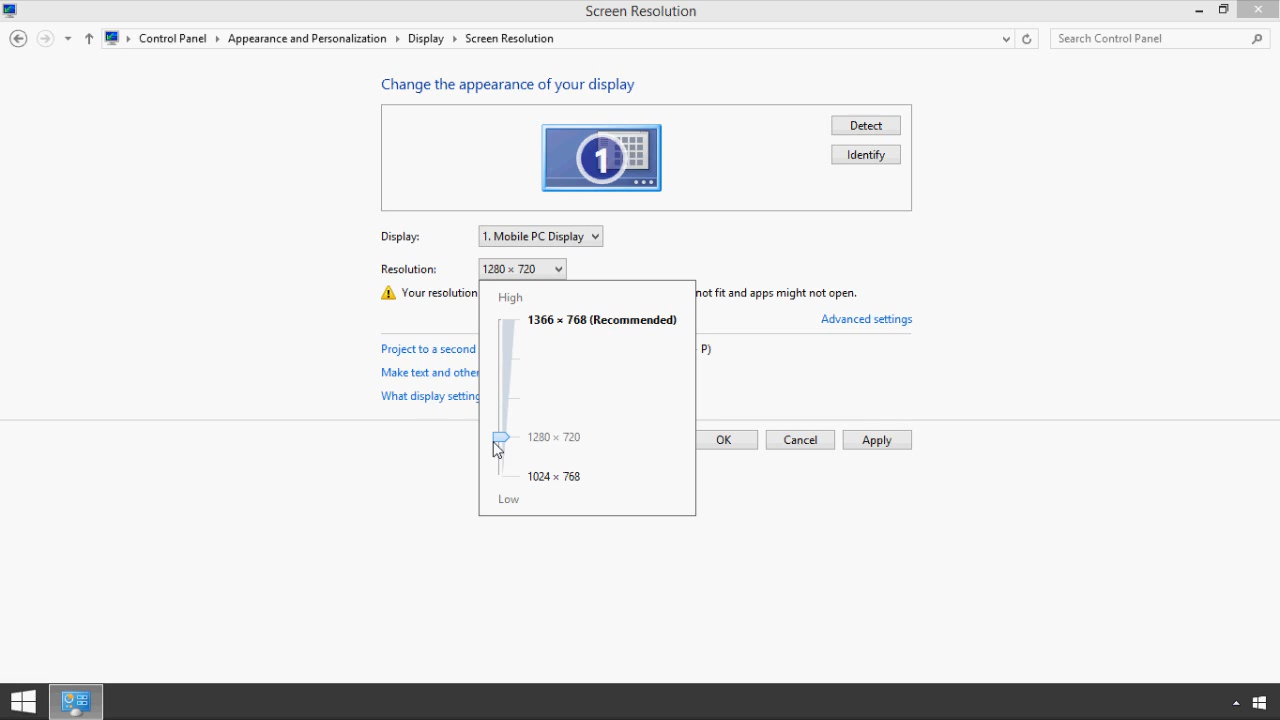 Screen Resolution
Control Panel Appearance and Personalization Display Screen Resolution
Search Control Panel
Change the appearance of your display
1
Detect
Identify
Display: 1. Mobile PC Display
Resolution: 1280 × 720
Your resolution not fit and apps might not open.
High
1366 × 768 (Recommended)
Advanced settings
Project to a second P)
Make text and other
What display setting
1280 × 720
OK Cancel Apply
1024 × 768
Low